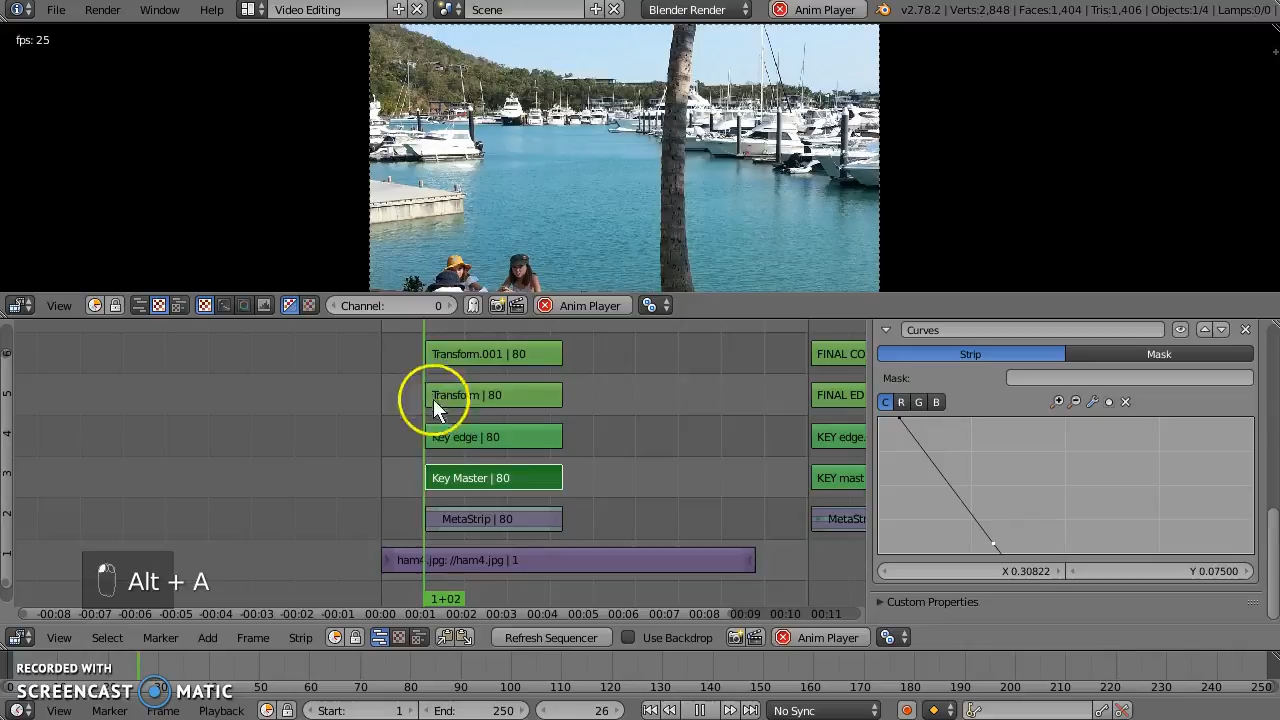 File Render Window Help Video Editing Scene Blender Render Anim Player v2.78.2 | Verts:2,848 | Faces:1,404 | Tris:1,406 | Objects:1/4 | Lamps:0/0
fps: 25
View Channel: 0 Anim Player
Curves
Strip Mask
Mask:
C R G B
X 0.30822 Y 0.07500
Custom Properties
6 Transform.001 | 80 FINAL CO
5 Transform | 80 FINAL ED
4 Key edge | 80 KEY edge.
3 Key Master | 80 KEY mast
2 MetaStrip | 80 MetaStr
1 ham4.jpg: //ham4.jpg | 1
Alt + A
1+02
-00:08 -00:07 -00:06 -00:05 -00:04 -00:03 -00:02 -00:01 00:00 00:01 00:02 00:03 00:04 00:05 00:06 00:07 00:08 00:09 00:10 00:11
View Select Marker Add Frame Strip Refresh Sequencer Use Backdrop Anim Player
RECORDED WITH
SCREENCAST MATIC
0 50 60 70 80 90 100 110 120 130 140 150 160 170 180 190 200 210 220 230 240 250
View Marker Frame Playback Start: 1 End: 250 26 No Sync